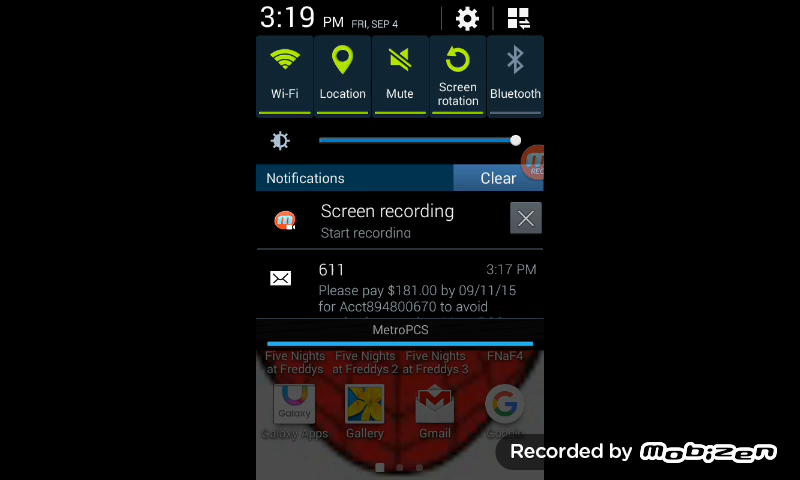 3:19 PM FRI, SEP 4
Wi-Fi
Location
Mute
Screen
rotation
Bluetooth
REC
Notifications
Clear
Screen recording
Start recording
611
3:17 PM
Please pay $181.00 by 09/11/15
for Acct894800670 to avoid
MetroPCS
Five Nights
at Freddys
Five Nights
at Freddys 2
Five Nights
at Freddys 3
FNaF4
Galaxy
Galaxy Apps
Gallery
Gmail
Google
Recorded by mobizen